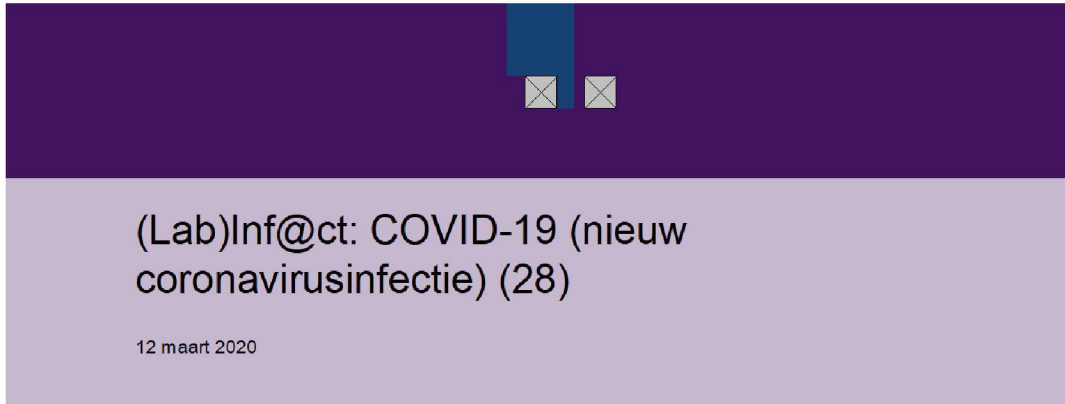 (Lab)Inf@ct: COVID-19 (nieuw
coronavirusinfectie) (28)
12 maart 2020